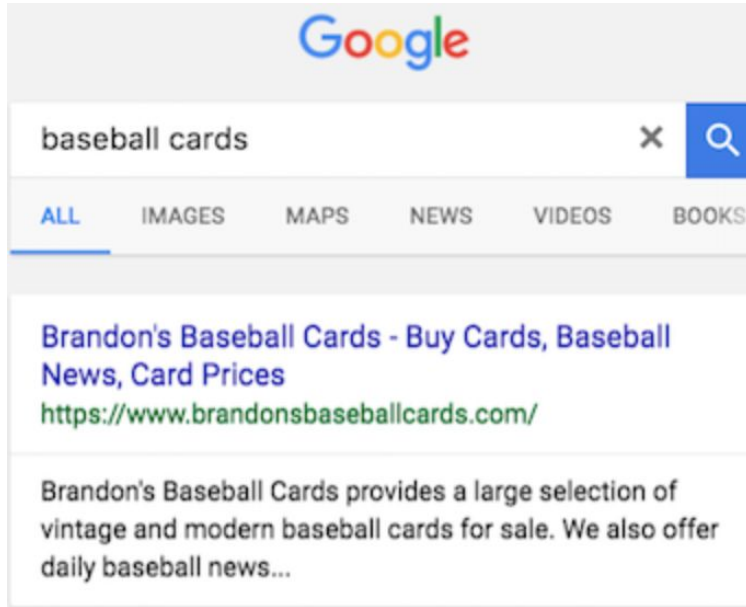 Google
baseball cards
ALL IMAGES MAPS NEWS VIDEOS BOOKS
Brandon's Baseball Cards - Buy Cards, Baseball
News, Card Prices
https://www.brandonsbaseballcards.com/
Brandon's Baseball Cards provides a large selection of
vintage and modern baseball cards for sale. We also offer
daily baseball news...